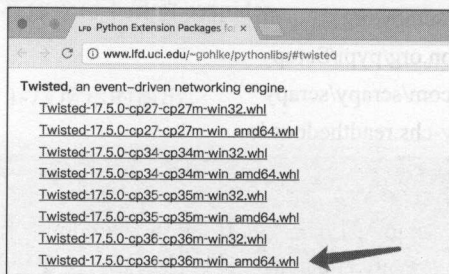 LFD Python Extension Packages fo ×
www.lfd.uci.edu/~gohlke/pythonlibs/#twisted
Twisted, an event-driven networking engine.
Twisted-17.5.0-cp27-cp27m-win32.whl
Twisted-17.5.0-cp27-cp27m-win_amd64.whl
Twisted-17.5.0-cp34-cp34m-win32.whl
Twisted-17.5.0-cp34-cp34m-win_amd64.whl
Twisted-17.5.0-cp35-cp35m-win32.whl
Twisted-17.5.0-cp35-cp35m-win_amd64.whl
Twisted-17.5.0-cp36-cp36m-win32.whl
Twisted-17.5.0-cp36-cp36m-win_amd64.whl